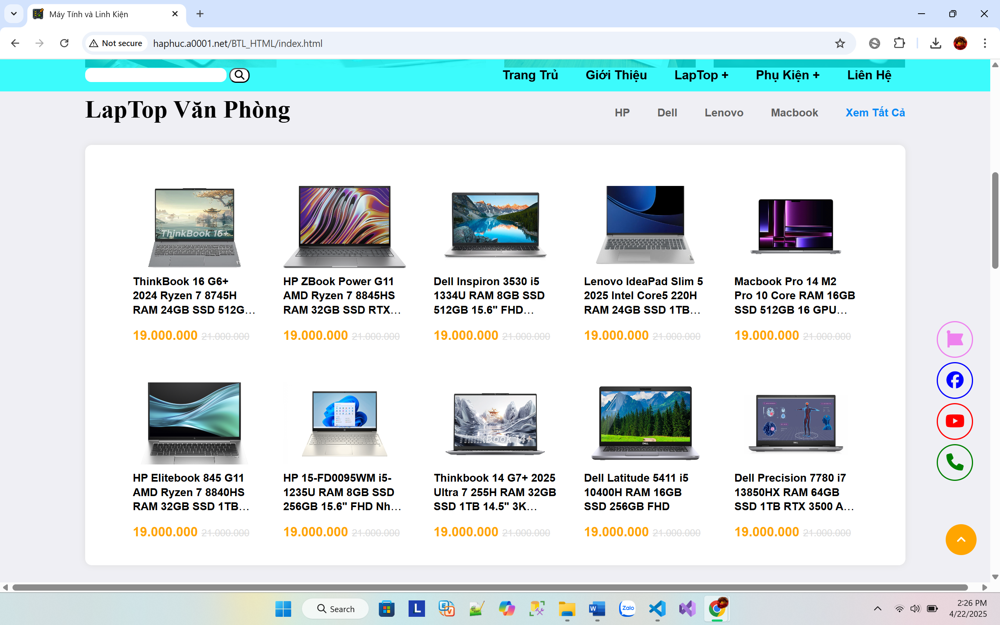 Máy Tính và Linh Kiện
Not secure
haphuc.a0001.net/BTL_HTML/index.html
Trang Trủ
Giới Thiệu
LapTop +
Phụ Kiện +
Liên Hệ
LapTop Văn Phòng
HP
Dell
Lenovo
Macbook
Xem Tất Cả
ThinkBook 16+
ThinkBook 16 G6+
2024 Ryzen 7 8745H
RAM 24GB SSD 512G...
19.000.000 21.000.000
HP ZBook Power G11
AMD Ryzen 7 8845HS
RAM 32GB SSD RTX...
19.000.000 21.000.000
Dell Inspiron 3530 i5
1334U RAM 8GB SSD
512GB 15.6" FHD...
19.000.000 21.000.000
Lenovo IdeaPad Slim 5
2025 Intel Core5 220H
RAM 24GB SSD 1TB...
19.000.000 21.000.000
Macbook Pro 14 M2
Pro 10 Core RAM 16GB
SSD 512GB 16 GPU...
19.000.000 21.000.000
HP Elitebook 845 G11
AMD Ryzen 7 8840HS
RAM 32GB SSD 1TB...
19.000.000 21.000.000
HP 15-FD0095WM i5-
1235U RAM 8GB SSD
256GB 15.6" FHD Nh...
19.000.000 21.000.000
ThinkBook 14+
Thinkbook 14 G7+ 2025
Ultra 7 255H RAM 32GB
SSD 1TB 14.5" 3K...
19.000.000 21.000.000
DELL
Dell Latitude 5411 i5
10400H RAM 16GB
SSD 256GB FHD
19.000.000 21.000.000
DELL
Dell Precision 7780 i7
13850HX RAM 64GB
SSD 1TB RTX 3500 A...
19.000.000 21.000.000
Search
L
E
V
W
Zalo
2:26 PM
4/22/2025